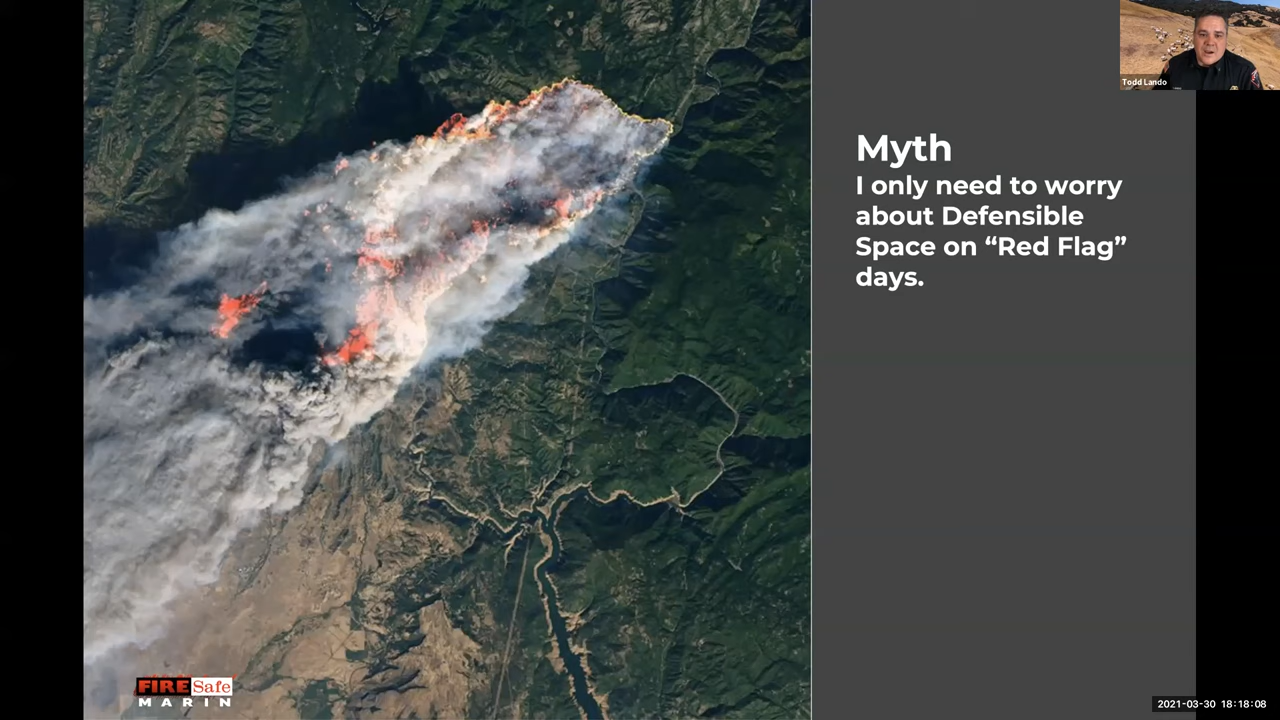 Todd Lando
Myth
I only need to worry
about Defensible
Space on “Red Flag”
days.
FIRE Safe
MARIN
2021-03-30 18:18:08